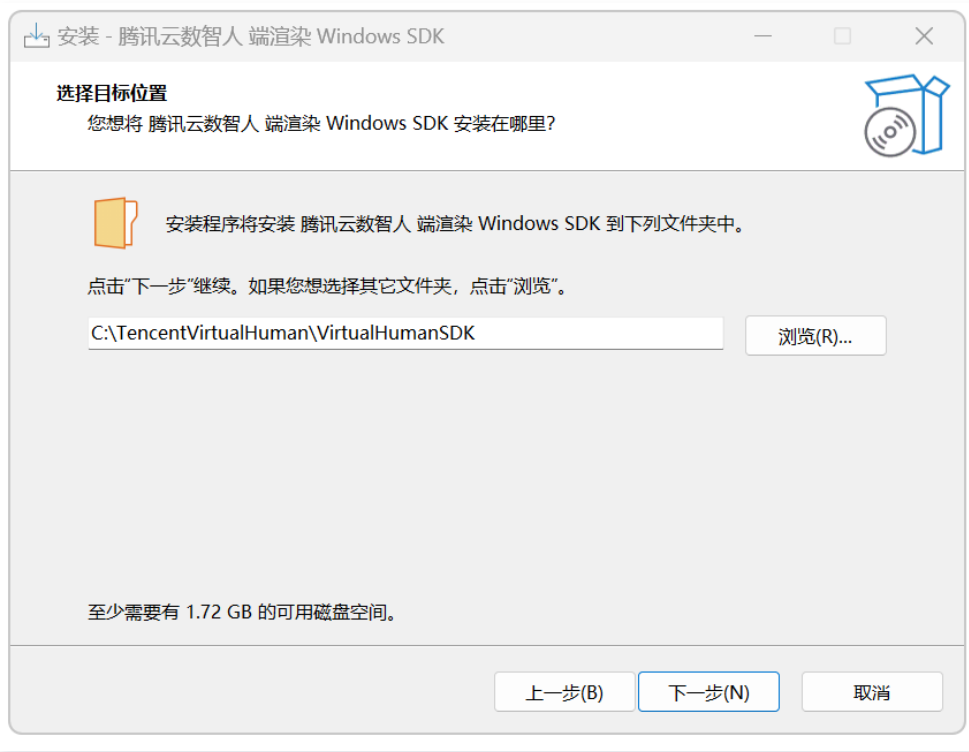 安装 - 腾讯云数智人 端渲染 Windows SDK
选择目标位置
您想将 腾讯云数智人 端渲染 Windows SDK 安装在哪里?
安装程序将安装 腾讯云数智人 端渲染 Windows SDK 到下列文件夹中。
点击“下一步”继续。如果您想选择其它文件夹，点击“浏览”。
C:\TencentVirtualHuman\VirtualHumanSDK
浏览(R)...
至少需要有 1.72 GB 的可用磁盘空间。
上一步(B)
下一步(N)
取消